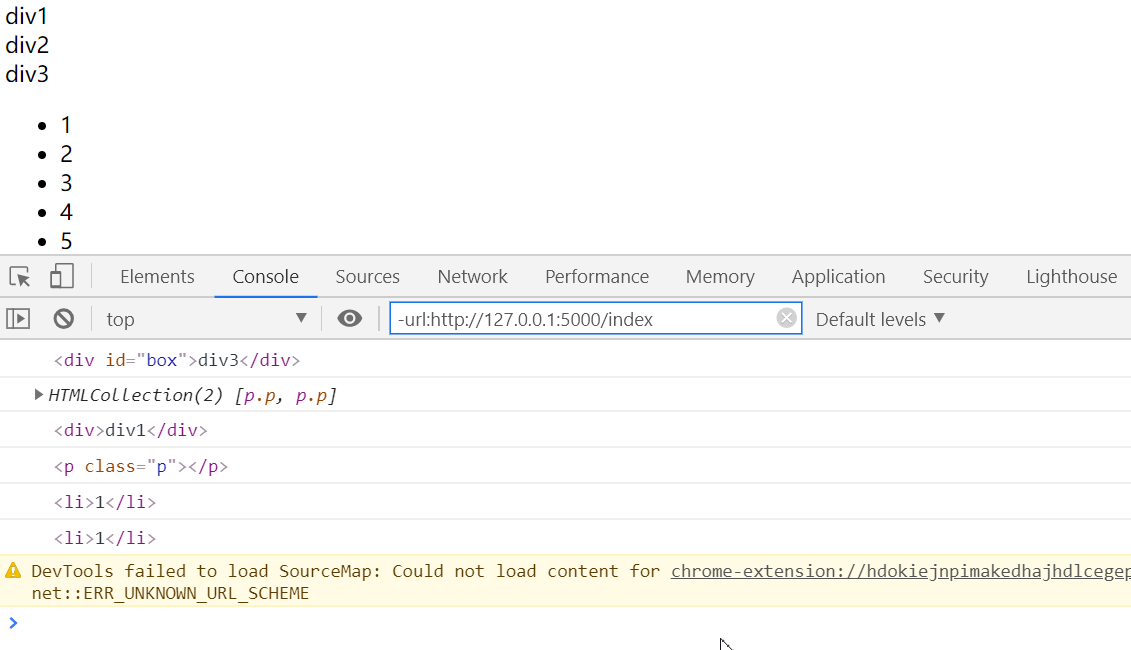 div1
div2
div3
• 1
• 2
• 3
• 4
• 5
Elements Console Sources Network Performance Memory Application Security Lighthouse
top ▼ -url:http://127.0.0.1:5000/index Default levels ▼
<div id="box">div3</div>
▶ HTMLCollection(2) [p.p, p.p]
<div>div1</div>
<p class="p"></p>
<li>1</li>
<li>1</li>
DevTools failed to load SourceMap: Could not load content for chrome-extension://hdokiejnpimakedhajhdlcegep
net::ERR_UNKNOWN_URL_SCHEME
>